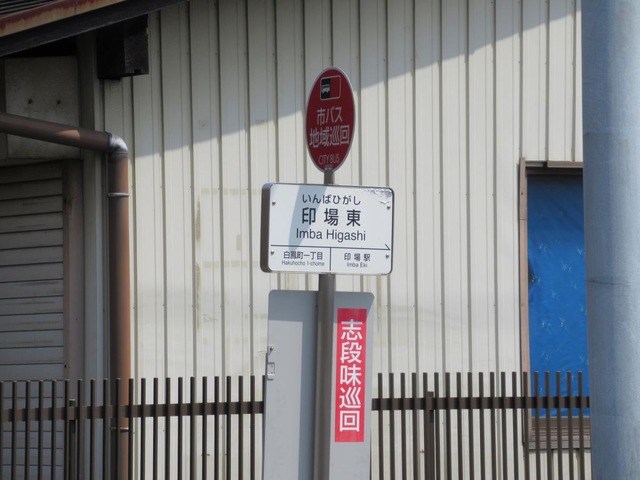 市バス
地域巡回
CITY BUS
いんばひがし
印場東
Imba Higashi
白鳳町一丁目
Hakuhocho 1-chome
印場駅
Imba Eki
志段味巡回